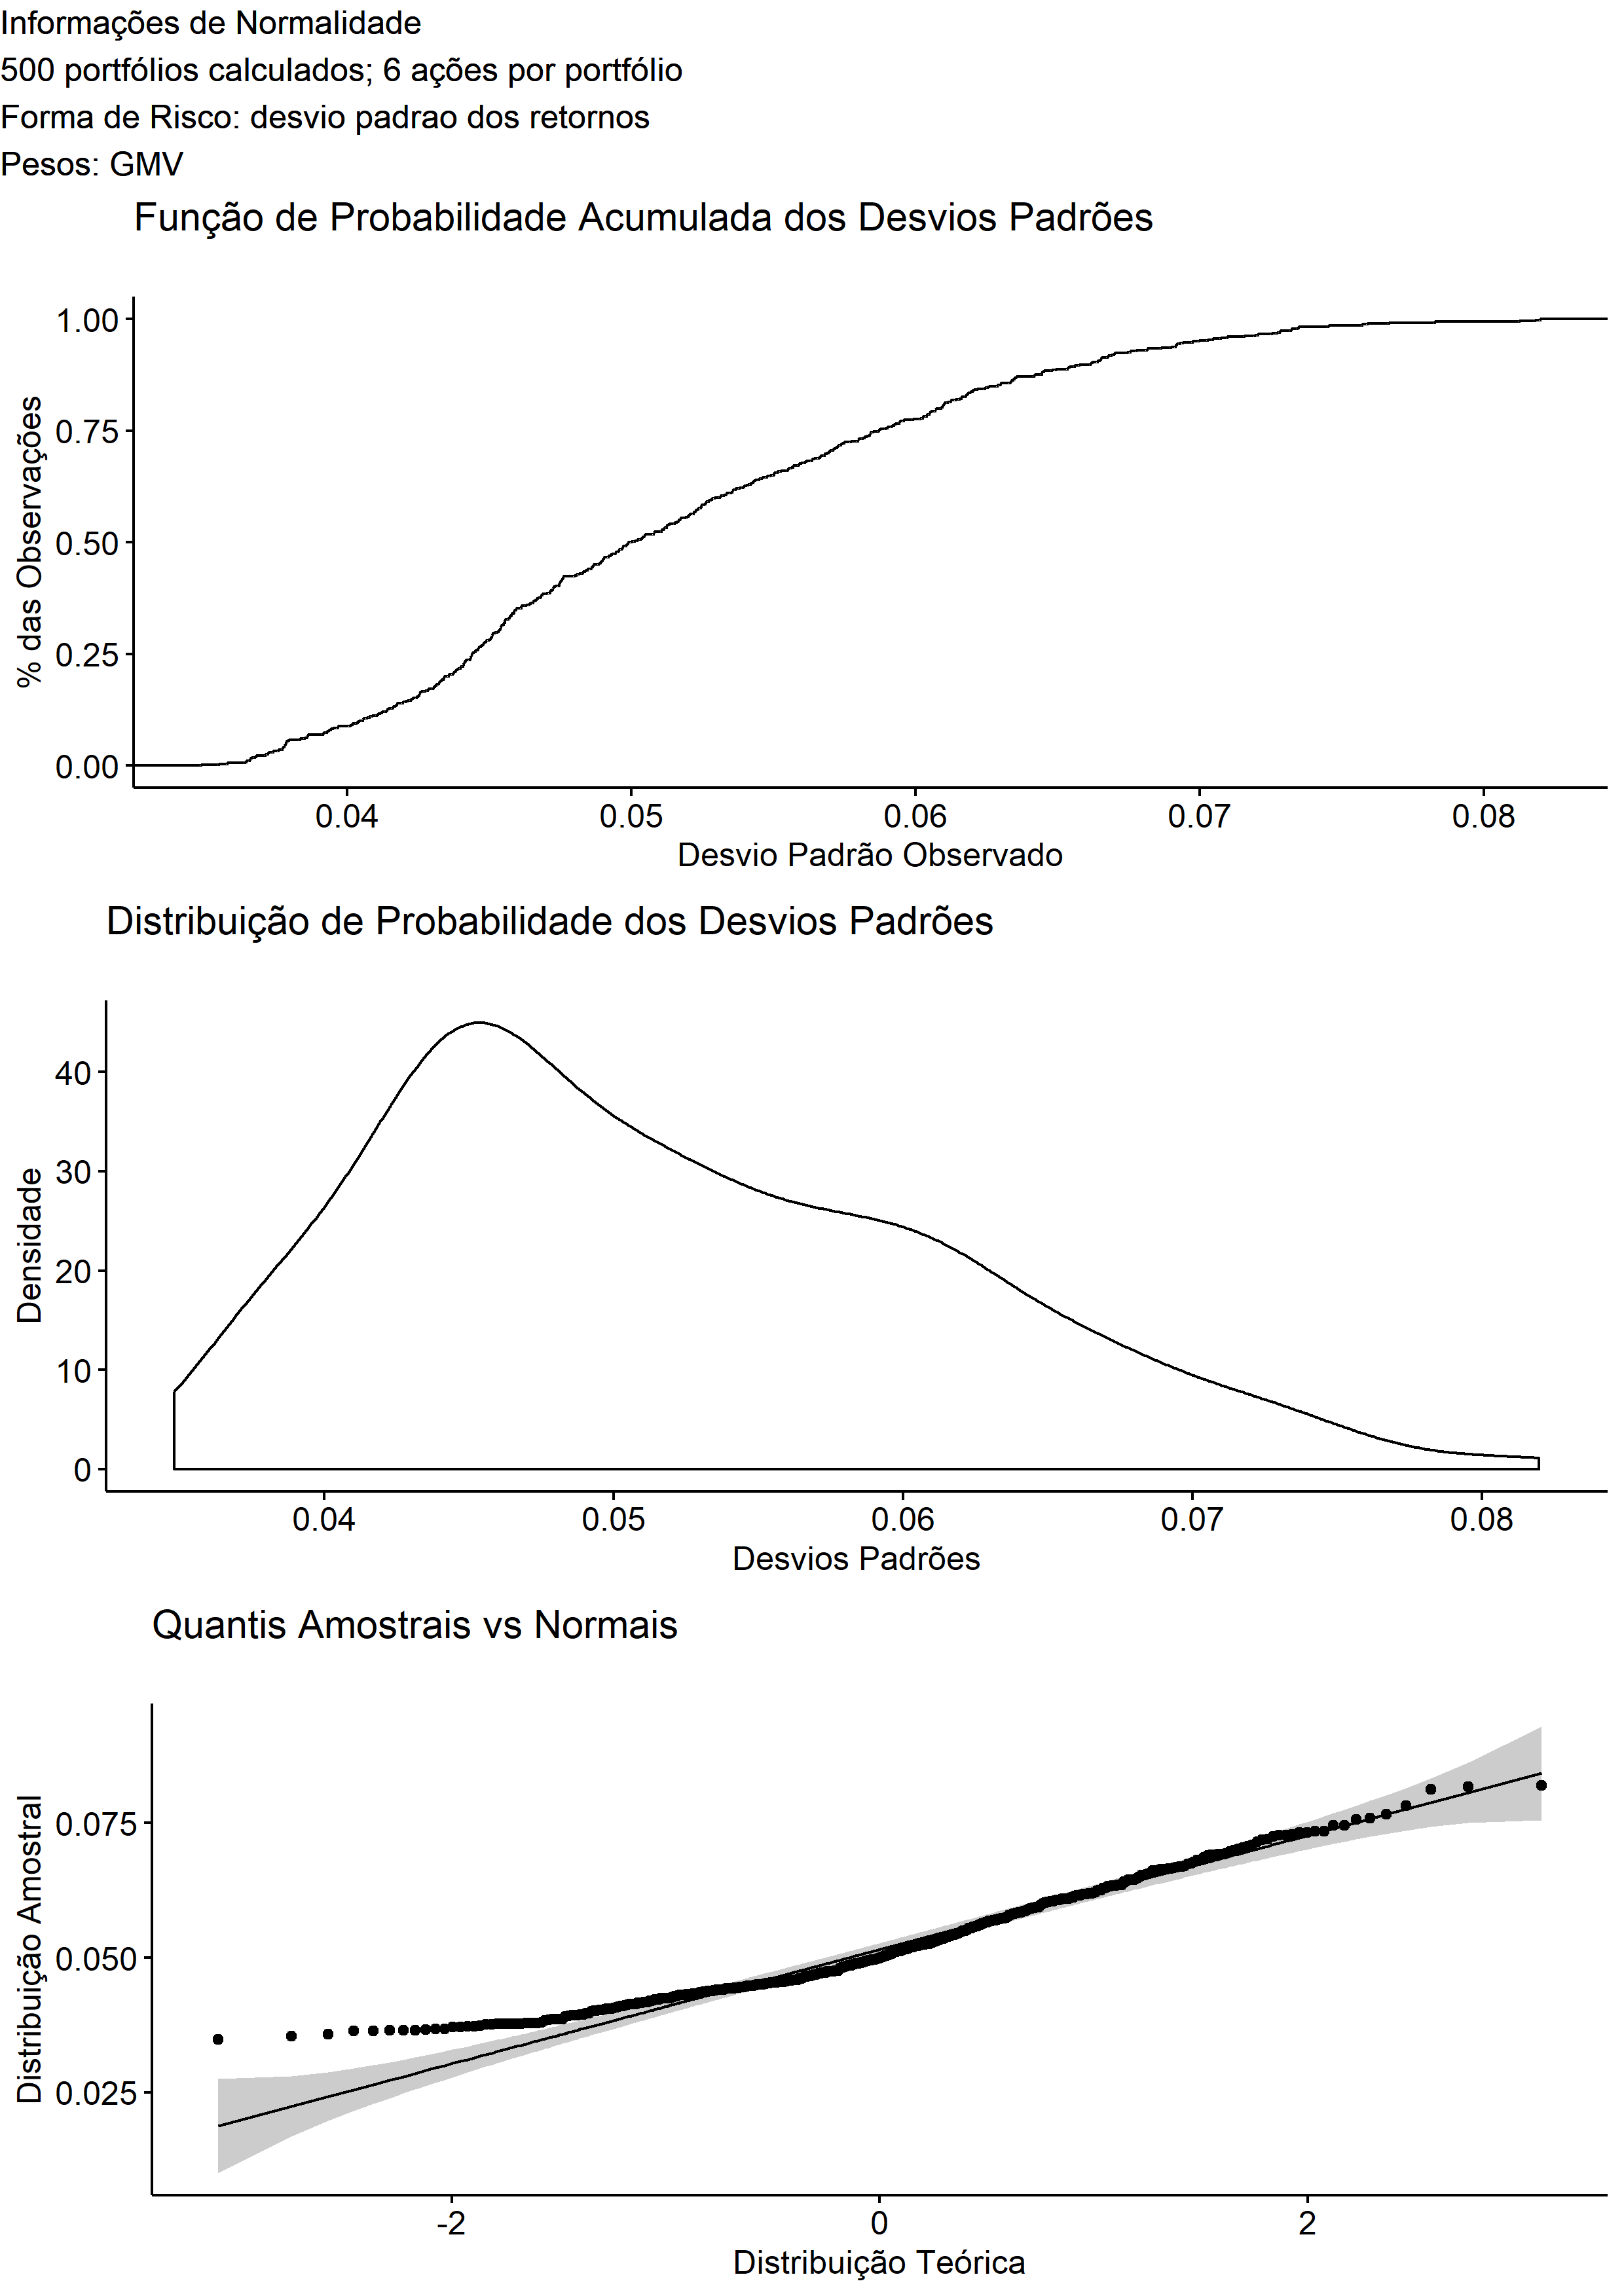 Informações de Normalidade
500 portfólios calculados; 6 ações por portfólio
Forma de Risco: desvio padrao dos retornos
Pesos: GMV
Função de Probabilidade Acumulada dos Desvios Padrões
% das Observações
1.00
0.75
0.50
0.25
0.00
0.04 0.05 0.06 0.07 0.08
Desvio Padrão Observado
Distribuição de Probabilidade dos Desvios Padrões
Densidade
40
30
20
10
0
0.04 0.05 0.06 0.07 0.08
Desvios Padrões
Quantis Amostrais vs Normais
Distribuição Amostral
0.075
0.050
0.025
-2 0 2
Distribuição Teórica